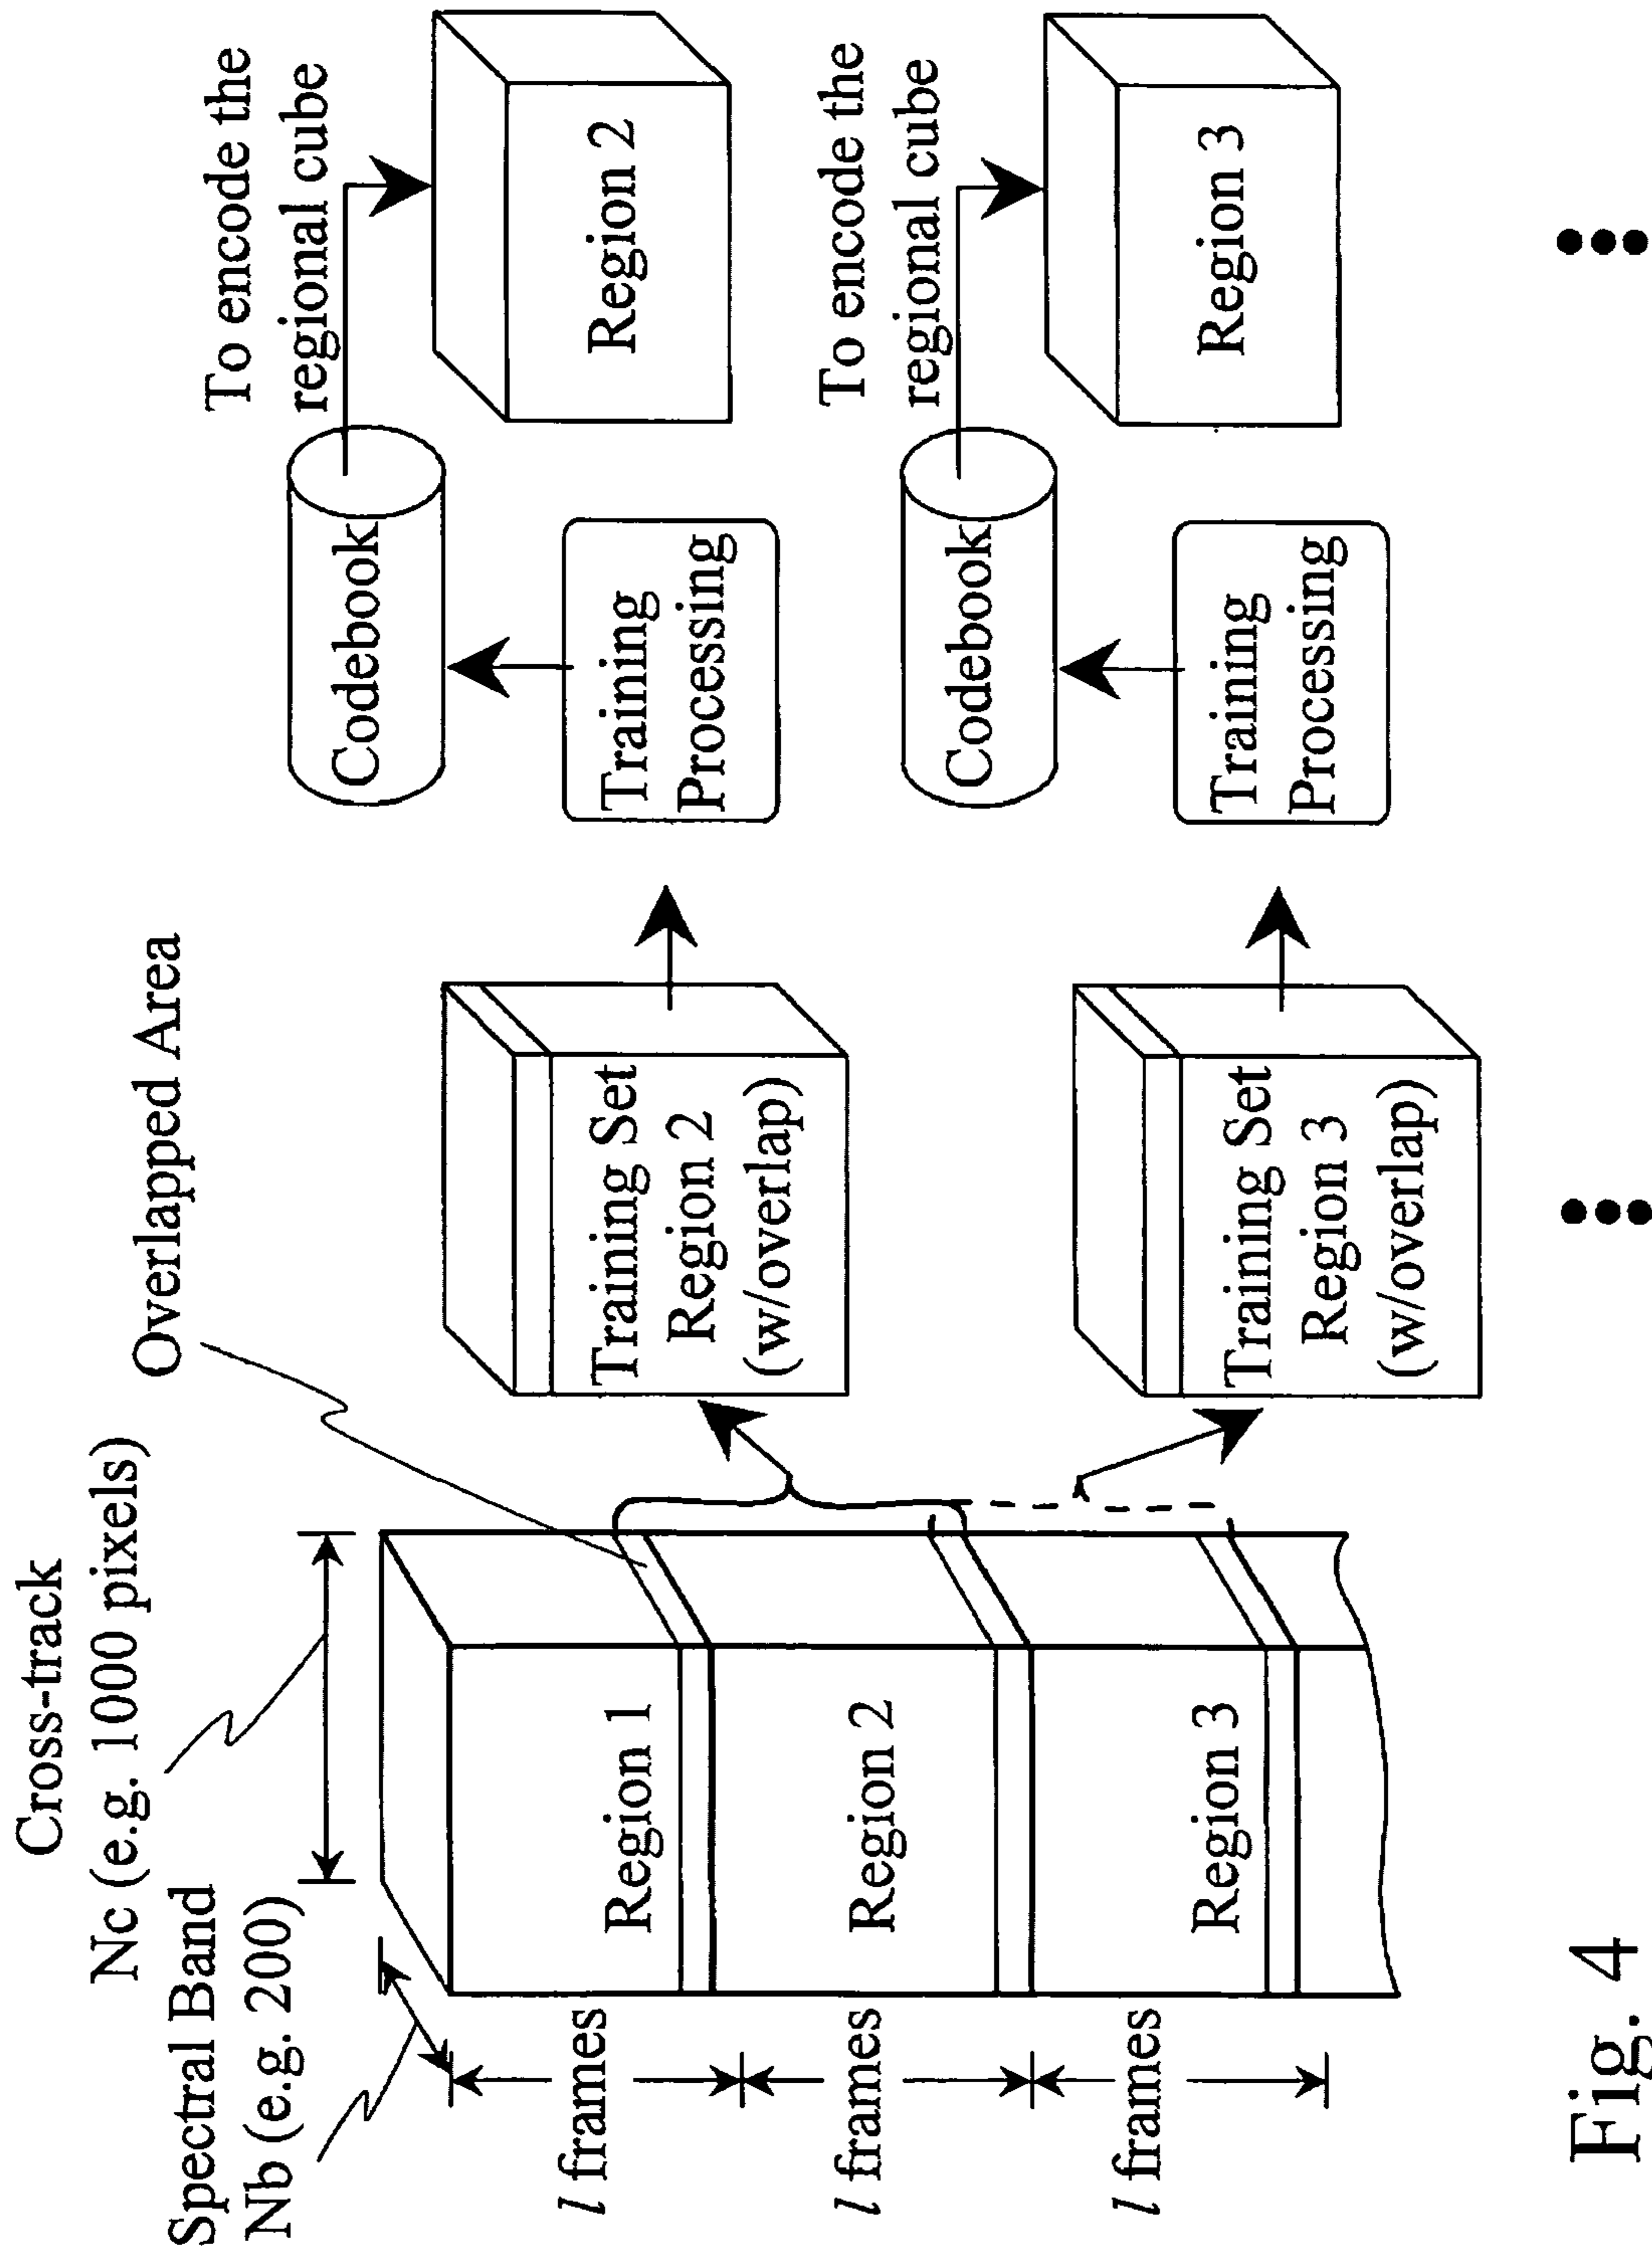 Cross-track
Nc (e.g. 1000 pixels)
Spectral Band
Nb (e.g. 200)
Overlapped Area
l frames
l frames
l frames
Region 1
Region 2
Region 3
Training Set
Region 2
(w/overlap)
Training
Processing
Codebook
To encode the
regional cube
Region 2
Training Set
Region 3
(w/overlap)
Training
Processing
Codebook
To encode the
regional cube
Region 3
Fig. 4